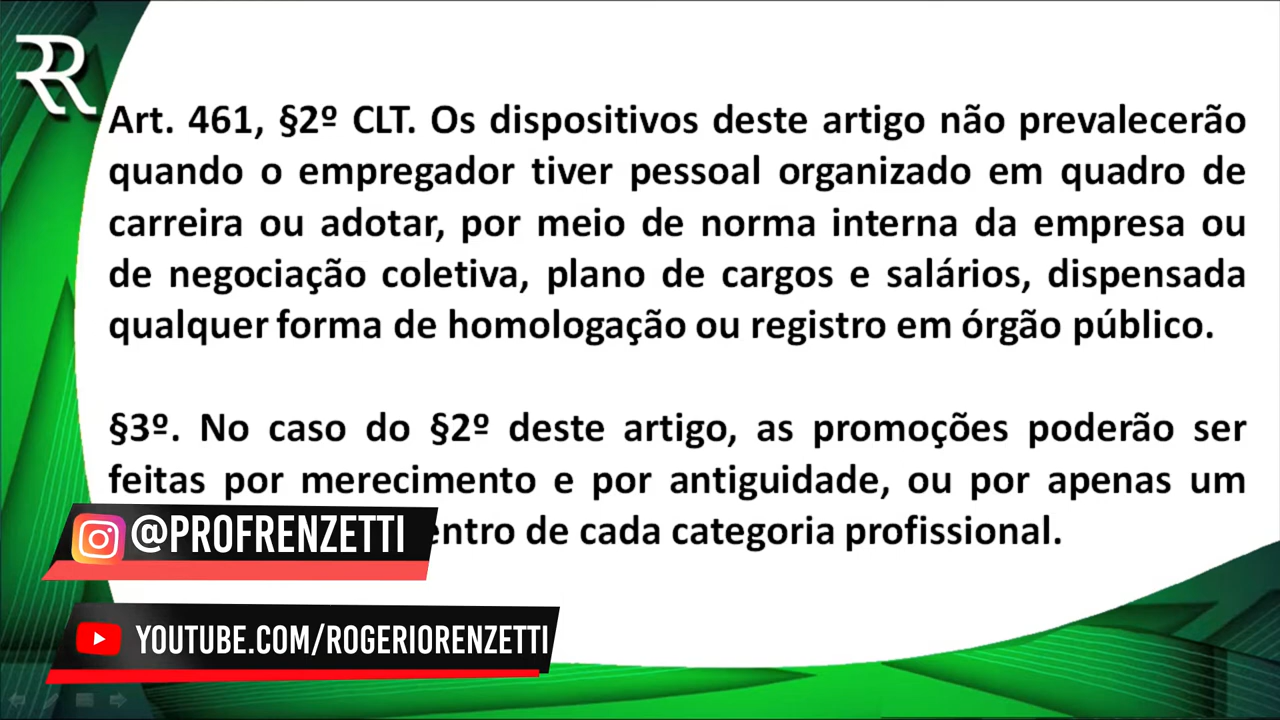 RR
Art. 461, §2º CLT. Os dispositivos deste artigo não prevalecerão
quando o empregador tiver pessoal organizado em quadro de
carreira ou adotar, por meio de norma interna da empresa ou
de negociação coletiva, plano de cargos e salários, dispensada
qualquer forma de homologação ou registro em órgão público.
§3º. No caso do §2º deste artigo, as promoções poderão ser
feitas por merecimento e por antiguidade, ou por apenas um
entro de cada categoria profissional.
@PROFRENZETTI
YOUTUBE.COM/ROGERIORENZETTI